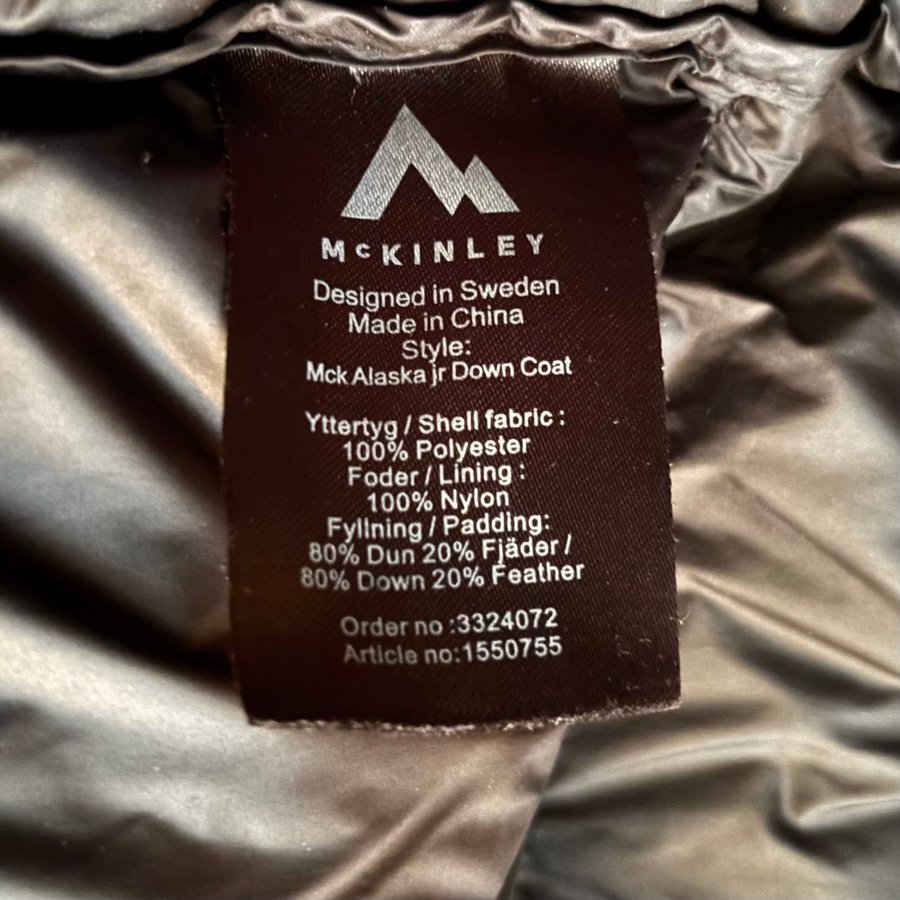 McKINLEY
Designed in Sweden
Made in China
Style:
Mck Alaska jr Down Coat
Yttertyg / Shell fabric :
100% Polyester
Foder / Lining :
100% Nylon
Fyllning / Padding:
80% Dun 20% Fjäder /
80% Down 20% Feather
Order no :3324072
Article no:1550755